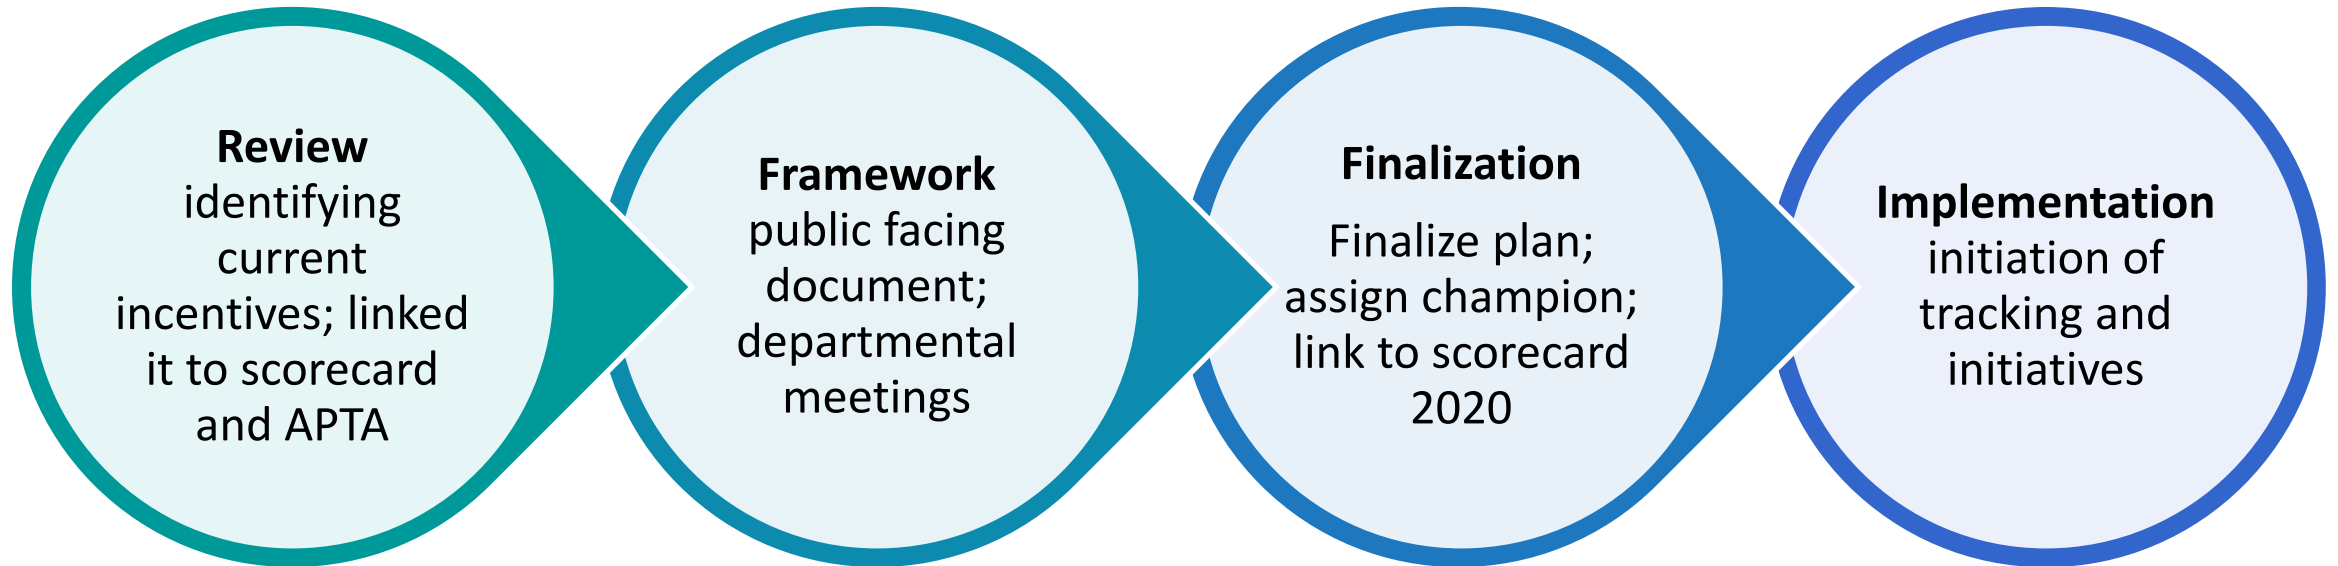 Review
identifying
current
incentives; linked
it to scorecard
and APTA
Framework
public facing
document;
departmental
meetings
Finalization
Finalize plan;
assign champion;
link to scorecard
2020
Implementation
initiation of
tracking and
initiatives